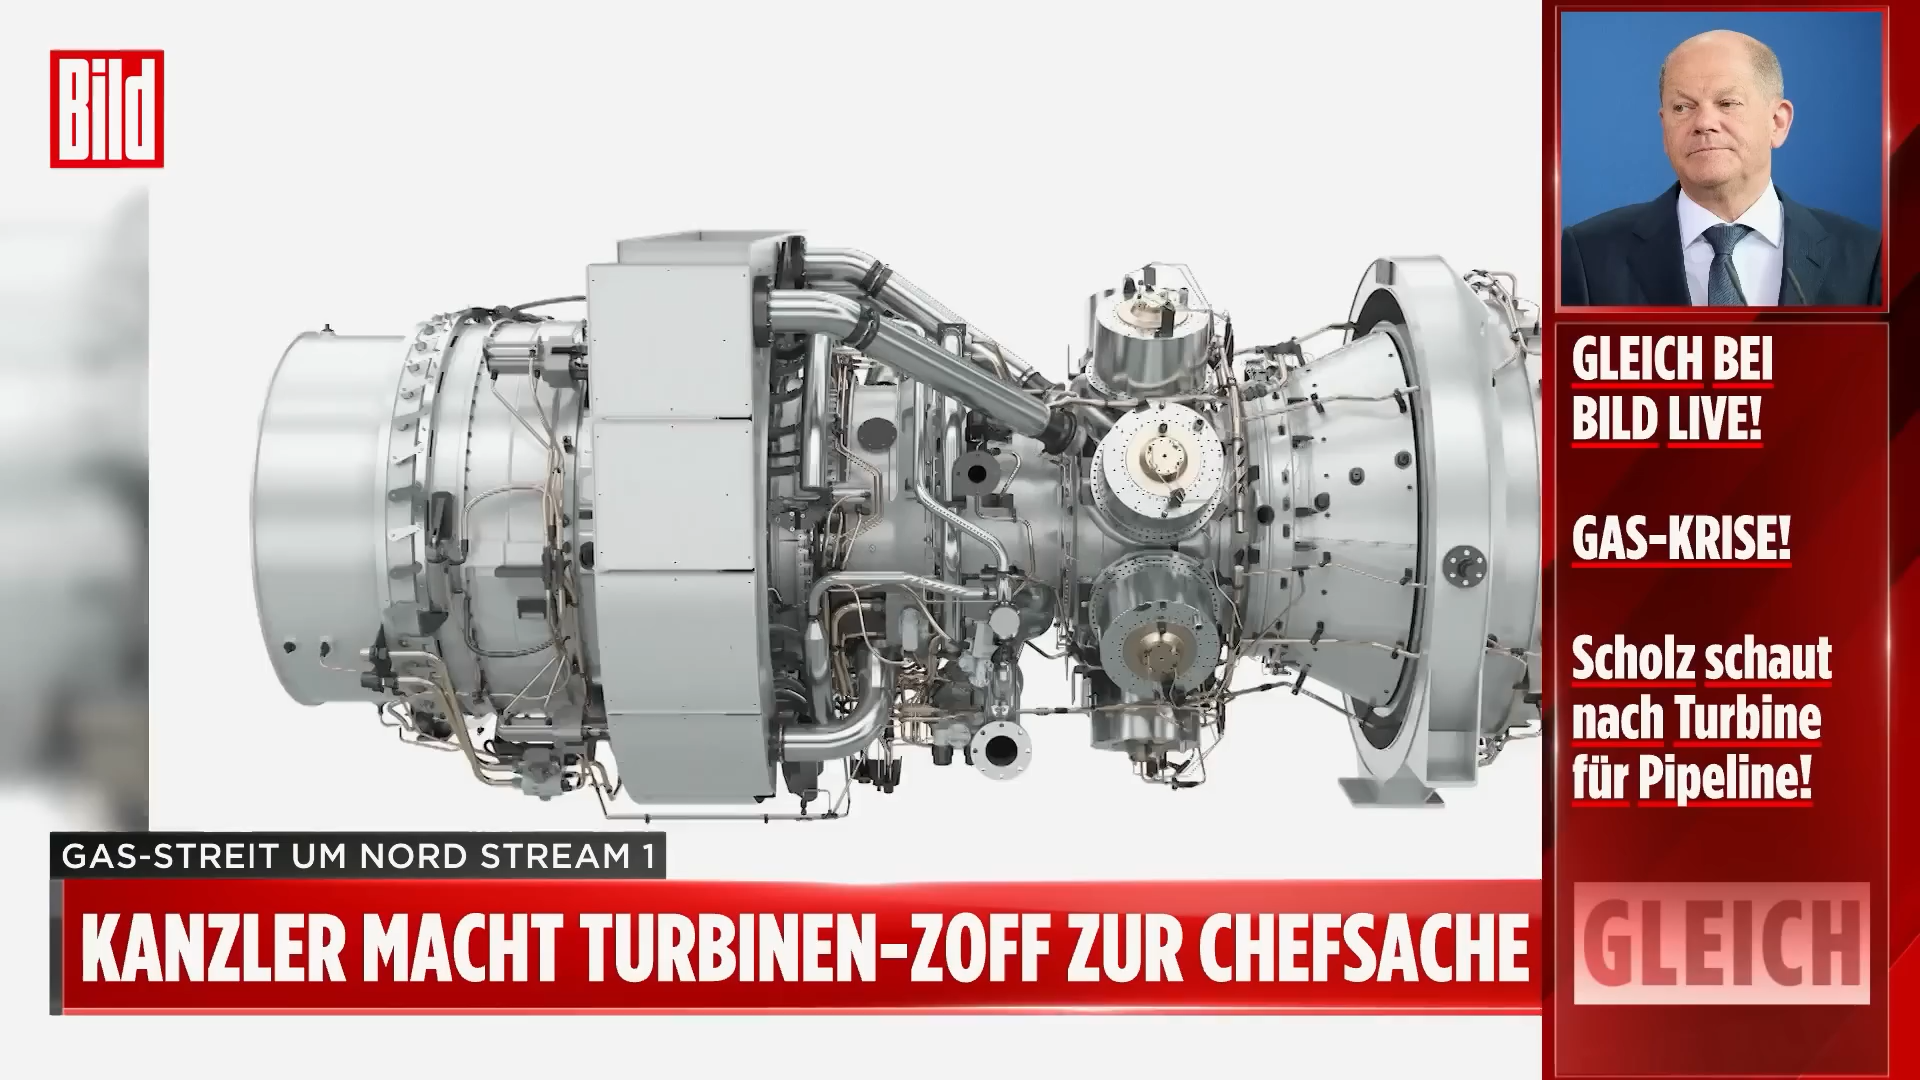 Bild
GAS-STREIT UM NORD STREAM 1
KANZLER MACHT TURBINEN-ZOFF ZUR CHEFSACHE
GLEICH BEI
BILD LIVE!
GAS-KRISE!
Scholz schaut
nach Turbine
für Pipeline!
GLEICH